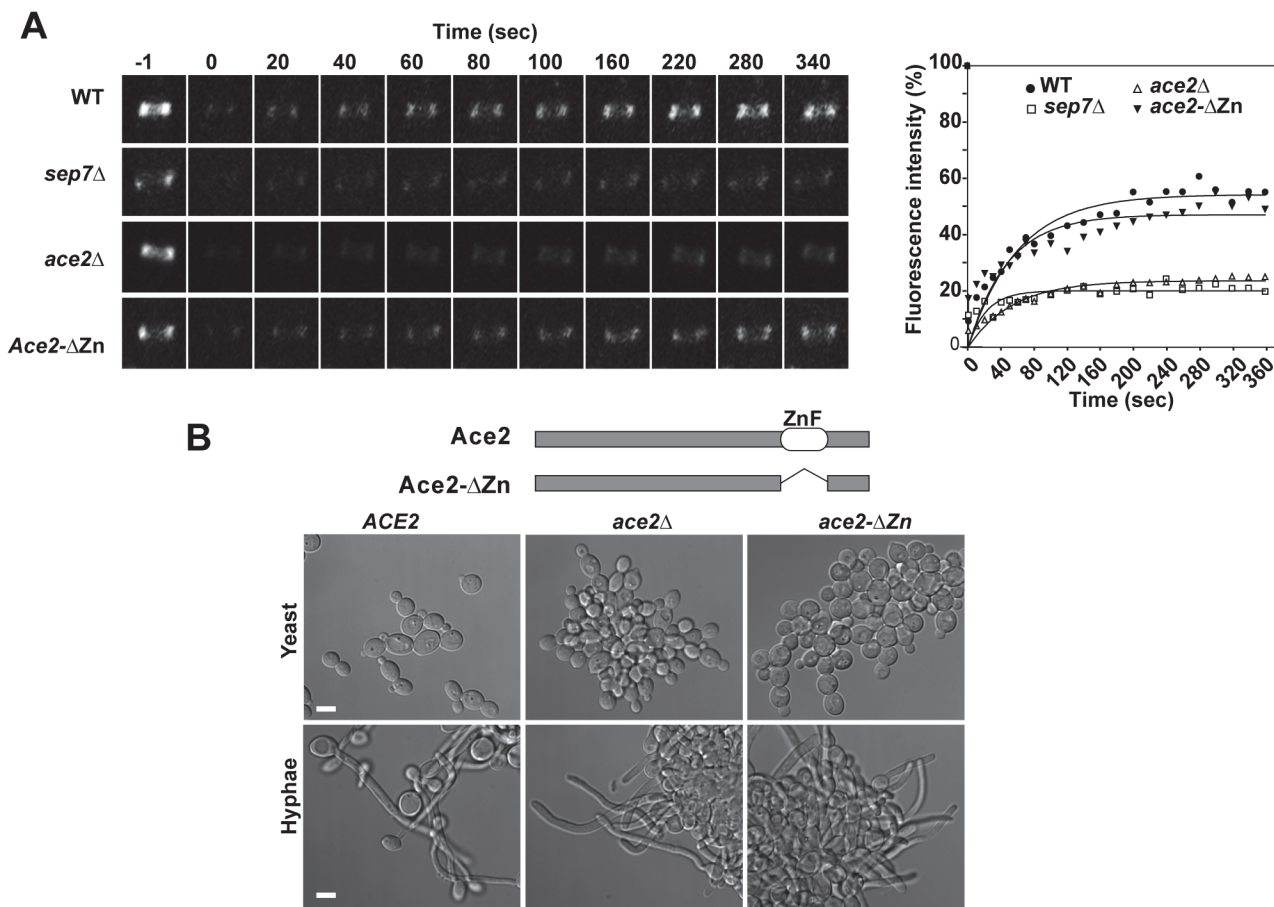 A
Time (sec)
-1 0 20 40 60 80 100 160 220 280 340
WT
sep7Δ
ace2Δ
Ace2-ΔZn
Fluorescence intensity (%)
100
80
60
40
20
0
WT
ace2Δ
sep7Δ
ace2-ΔZn
0 40 80 120 160 200 240 280 320 360
Time (sec)
B
ZnF
Ace2
Ace2-ΔZn
ACE2 ace2Δ ace2-ΔZn
Yeast
Hyphae